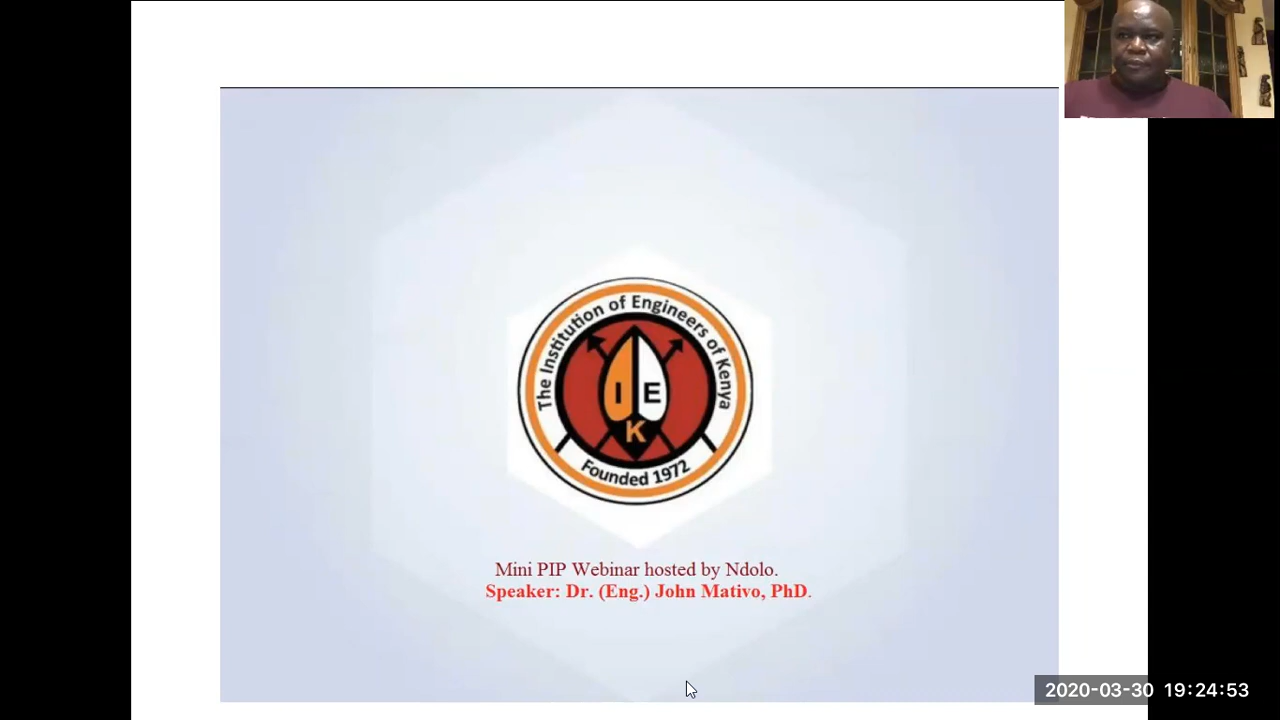 The Institution of Engineers of Kenya
I E
K
Founded 1972
Mini PIP Webinar hosted by Ndolo.
Speaker: Dr. (Eng.) John Mativo, PhD.
2020-03-30 19:24:53